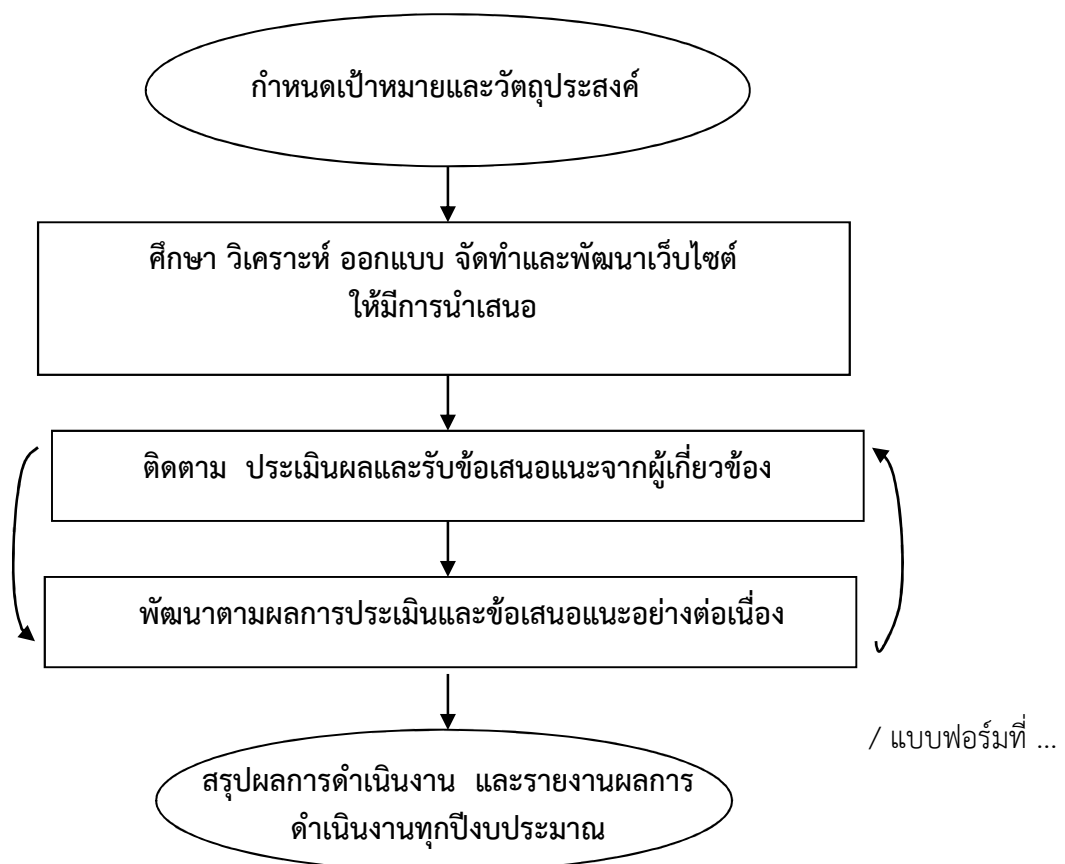 กำหนดเป้าหมายและวัตถุประสงค์
ศึกษา วิเคราะห์ ออกแบบ จัดทำและพัฒนาเว็บไซต์
ให้มีการนำเสนอ
ติดตาม ประเมินผลและรับข้อเสนอแนะจากผู้เกี่ยวข้อง
พัฒนาตามผลการประเมินและข้อเสนอแนะอย่างต่อเนื่อง
/ แบบฟอร์มที่ ...
สรุปผลการดำเนินงาน และรายงานผลการ
ดำเนินงานทุกปีงบประมาณ